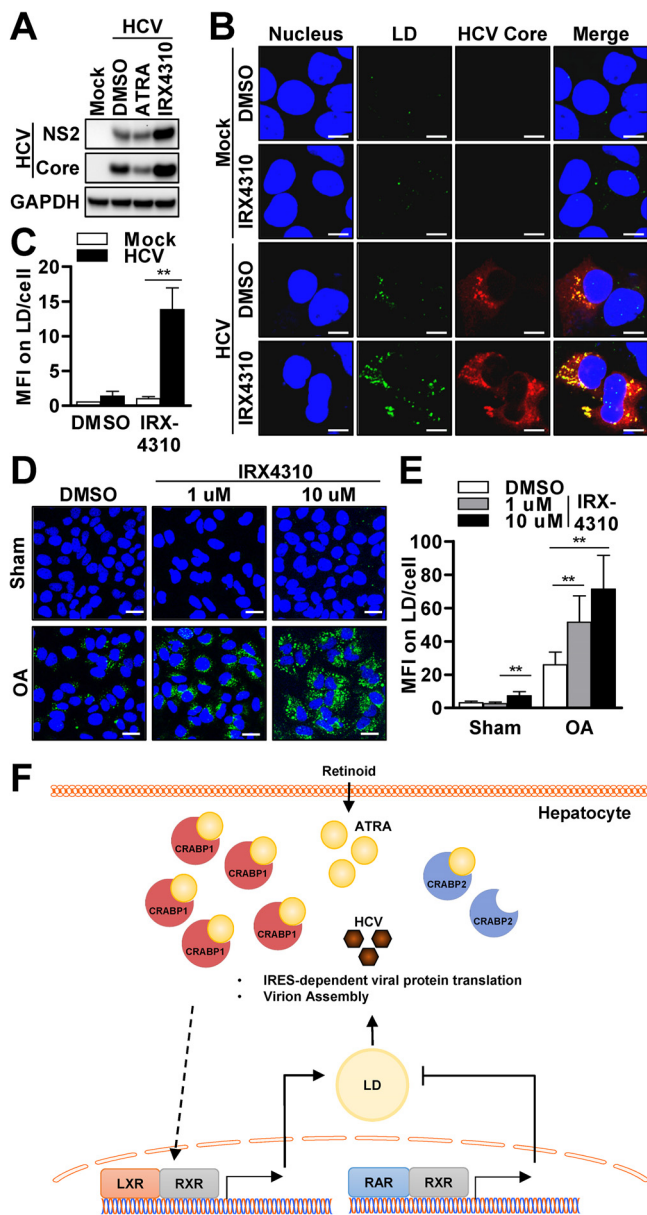 A
HCV
Mock
DMSO
ATRA
IRX4310
HCV
NS2
Core
GAPDH
B
Nucleus
LD
HCV Core
Merge
Mock
DMSO
IRX4310
HCV
DMSO
IRX4310
C
Mock
HCV
MFI on LD/cell
20
15
10
5
0
**
DMSO
IRX-
4310
D
IRX4310
DMSO
1 uM
10 uM
Sham
OA
E
DMSO
1 uM
10 uM
IRX-
4310
MFI on LD/cell
100
80
60
40
20
0
**
**
**
Sham
OA
F
Retinoid
Hepatocyte
ATRA
CRABP1
CRABP1
CRABP1
CRABP1
CRABP1
CRABP2
CRABP2
HCV
• IRES-dependent viral protein translation
• Virion Assembly
LD
LXR
RXR
RAR
RXR